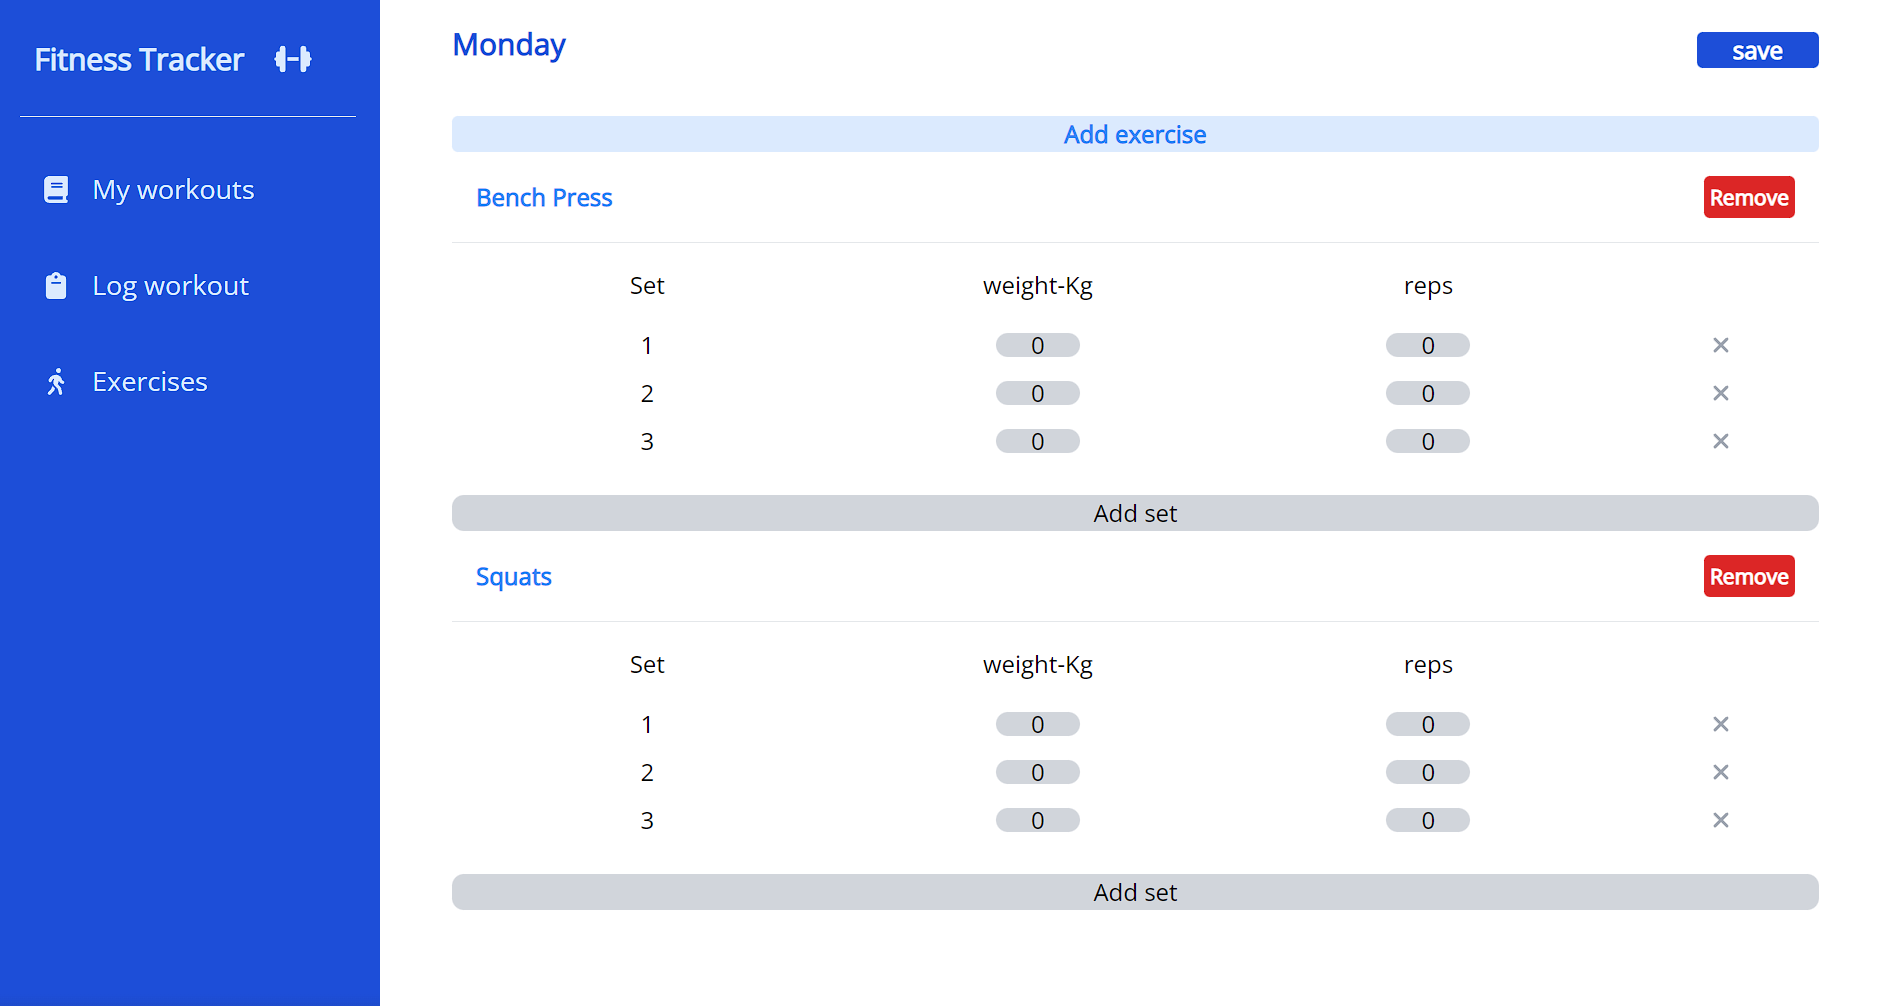 Fitness Tracker
My workouts
Log workout
Exercises
Monday
save
Add exercise
Bench Press
Remove
Set weight-Kg reps
1 0 0
2 0 0
3 0 0
Add set
Squats
Remove
Set weight-Kg reps
1 0 0
2 0 0
3 0 0
Add set